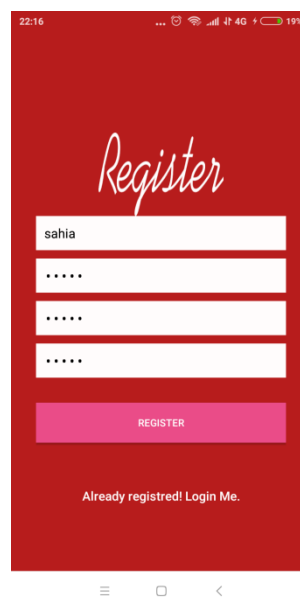 22:16 ... 4G 19%
Register
sahia
•••••
•••••
•••••
REGISTER
Already registred! Login Me.